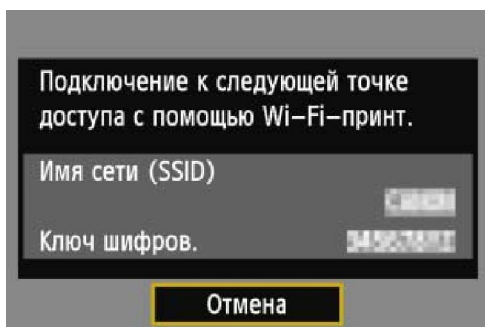 Подключение к следующей точке
доступа с помощью Wi–Fi–принт.
Имя сети (SSID)
Ключ шифров.
Отмена